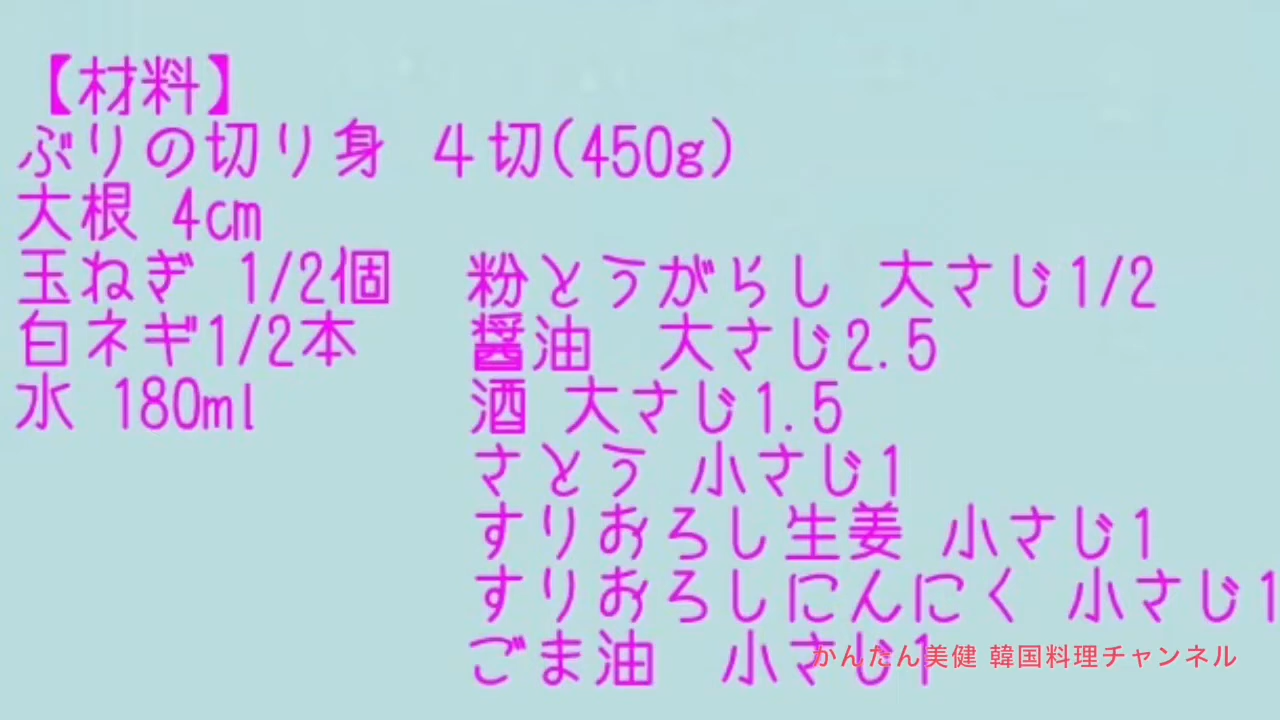 【材料】
ぶりの切り身 4切(450g)
大根 4cm
玉ねぎ 1/2個
白ネギ1/2本
水 180ml
粉とうがらし 大さじ1/2
醤油 大さじ2.5
酒 大さじ1.5
さとう 小さじ1
すりおろし生姜 小さじ1
すりおろしにんにく 小さじ1
ごま油 小さじ1
かんたん美健 韓国料理チャンネル